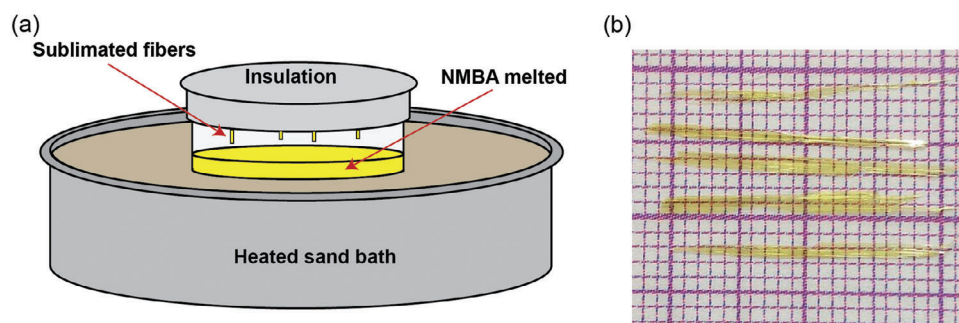 (a)
Sublimated fibers
Insulation
NMBA melted
Heated sand bath
(b)